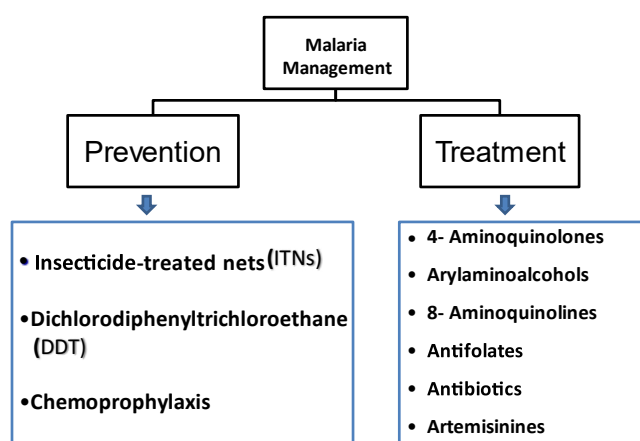 Malaria
Management
Prevention
Treatment
• Insecticide-treated nets(ITNs)
•Dichlorodiphenyltrichloroethane
(DDT)
•Chemoprophylaxis
• 4- Aminoquinolones
• Arylaminoalcohols
• 8- Aminoquinolines
• Antifolates
• Antibiotics
• Artemisinines